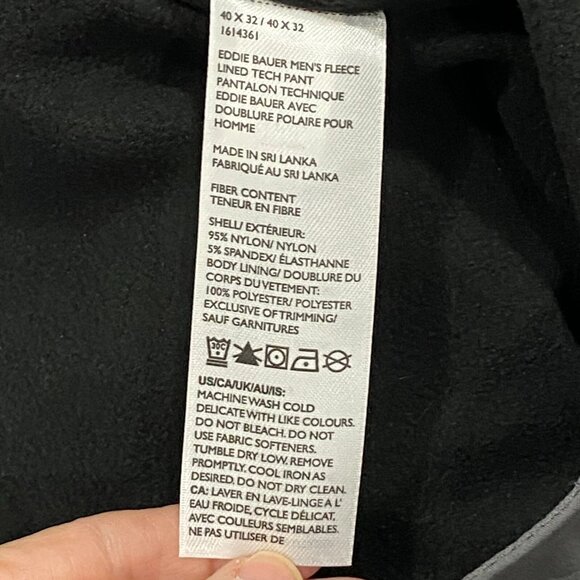 40 X 32 / 40 X 32
1614361
EDDIE BAUER MEN'S FLEECE
LINED TECH PANT
PANTALON TECHNIQUE
EDDIE BAUER AVEC
DOUBLURE POLAIRE POUR
HOMME
MADE IN SRI LANKA
FABRIQUÉ AU SRI LANKA
FIBER CONTENT
TENEUR EN FIBRE
SHELL/ EXTÉRIEUR:
95% NYLON/ NYLON
5% SPANDEX/ ÉLASTHANNE
BODY LINING/ DOUBLURE DU
CORPS DU VETEMENT:
100% POLYESTER/ POLYESTER
EXCLUSIVE OF TRIMMING/
SAUF GARNITURES
30C
US/CA/UK/AU/IS:
MACHINE WASH COLD
DELICATE WITH LIKE COLOURS.
DO NOT BLEACH. DO NOT
USE FABRIC SOFTENERS.
TUMBLE DRY LOW. REMOVE
PROMPTLY. COOL IRON AS
DESIRED. DO NOT DRY CLEAN.
CA: LAVER EN LAVE-LINGE A L'
EAU FROIDE, CYCLE DÉLICAT,
AVEC COULEURS SEMBLABLES.
NE PAS UTILISER DE